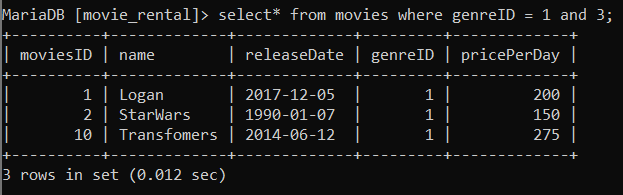 MariaDB [movie_rental]> select* from movies where genreID = 1 and 3;
+----------+-------------+-------------+---------+-------------+
| moviesID | name        | releaseDate | genreID | pricePerDay |
+----------+-------------+-------------+---------+-------------+
|        1 | Logan       | 2017-12-05  |       1 |         200 |
|        2 | StarWars    | 1990-01-07  |       1 |         150 |
|       10 | Transfomers | 2014-06-12  |       1 |         275 |
+----------+-------------+-------------+---------+-------------+
3 rows in set (0.012 sec)